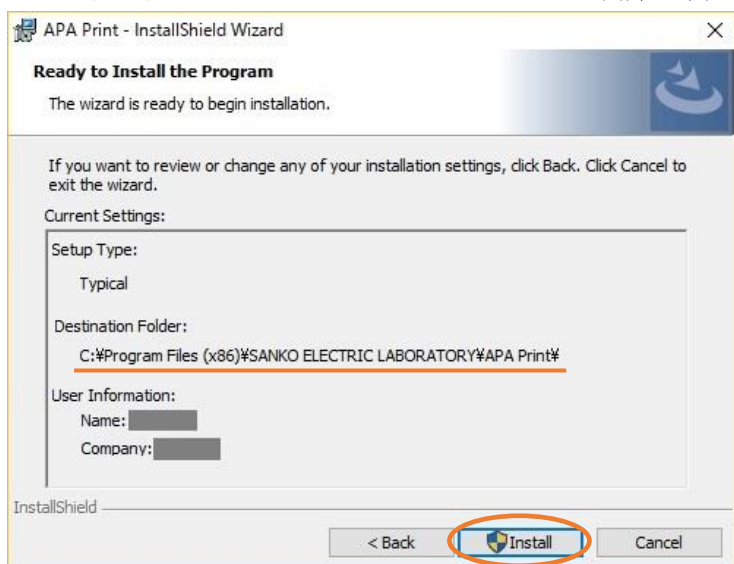 APA Print - InstallShield Wizard
Ready to Install the Program
The wizard is ready to begin installation.
If you want to review or change any of your installation settings, click Back. Click Cancel to
exit the wizard.
Current Settings:
Setup Type:
Typical
Destination Folder:
C:¥Program Files (x86)¥SANKO ELECTRIC LABORATORY¥APA Print¥
User Information:
Name:
Company:
InstallShield
< Back
Install
Cancel